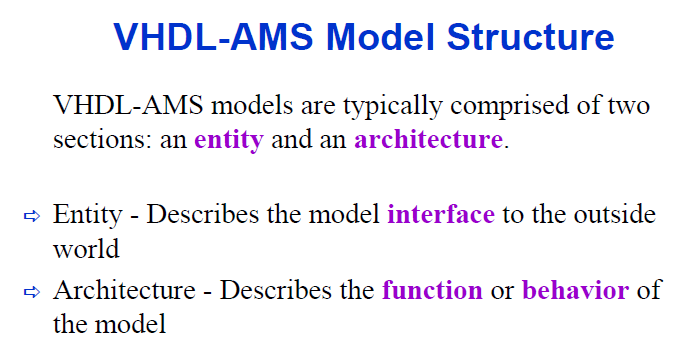 VHDL-AMS Model Structure
VHDL-AMS models are typically comprised of two
sections: an entity and an architecture.
⇨ Entity - Describes the model interface to the outside
world
⇨ Architecture - Describes the function or behavior of
the model